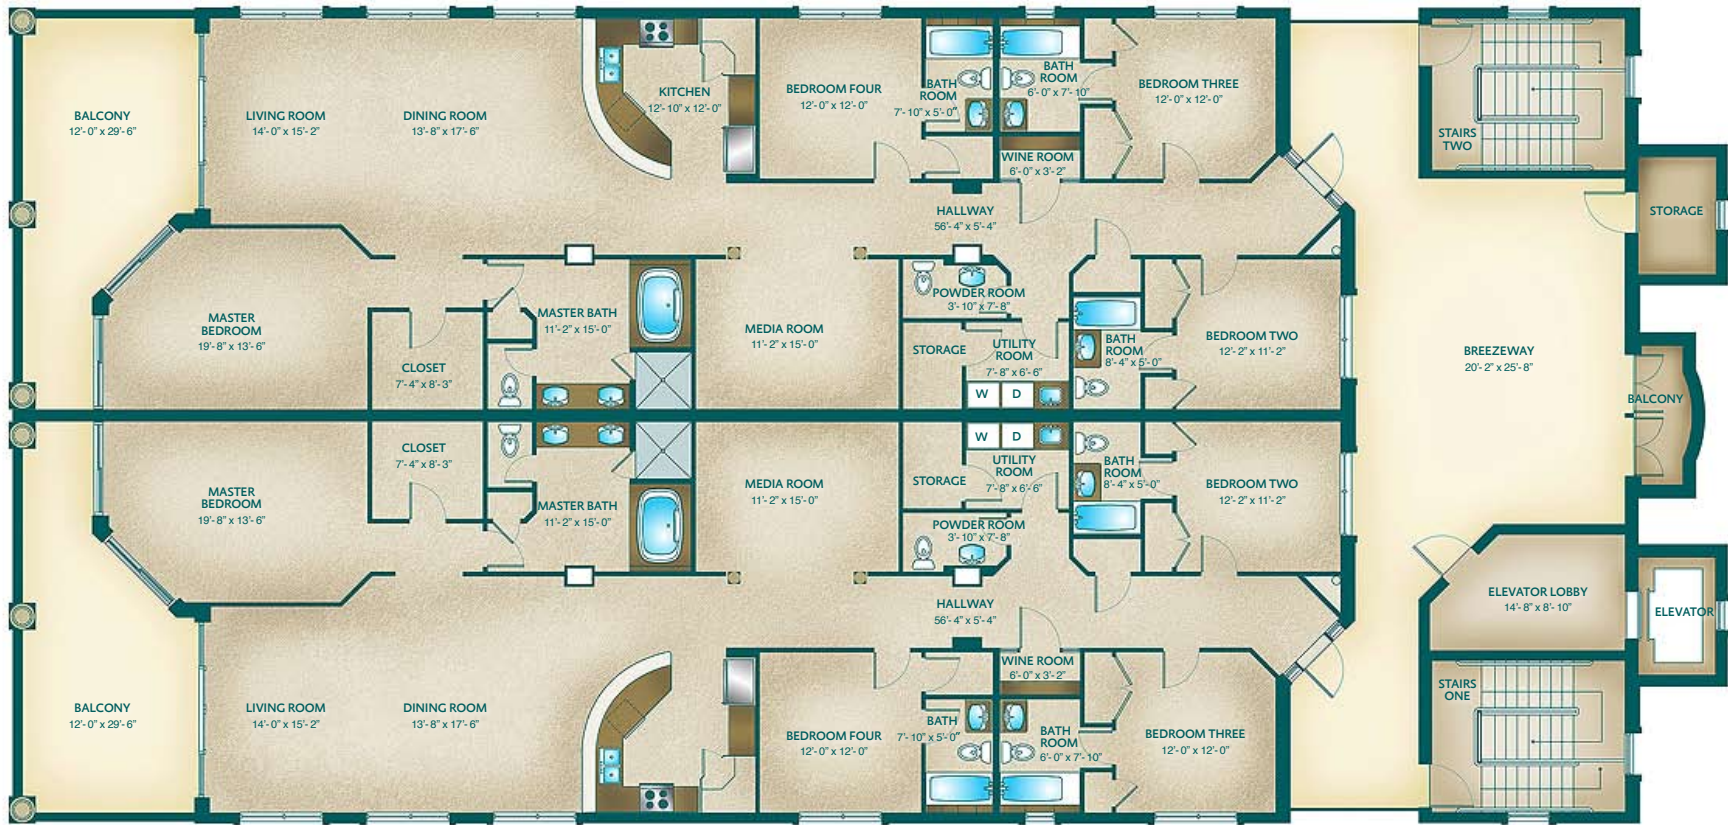 BALCONY
12'- 0" x 29'- 6"
LIVING ROOM
14'- 0" x 15'- 2"
DINING ROOM
13'- 8" x 17'- 6"
KITCHEN
12'- 10" x 12'- 0"
BEDROOM FOUR
12'- 0" x 12'- 0"
BATH
ROOM
7'- 10" x 5'- 0"
BATH
ROOM
6'- 0" x 7'- 10"
BEDROOM THREE
12'- 0" x 12'- 0"
STAIRS
TWO
WINE ROOM
6'- 0" x 3'- 2"
HALLWAY
56'- 4" x 5'- 4"
STORAGE
MASTER
BEDROOM
19'- 8" x 13'- 6"
CLOSET
7'- 4" x 8'- 3"
MASTER BATH
11'- 2" x 15'- 0"
MEDIA ROOM
11'- 2" x 15'- 0"
POWDER ROOM
3'- 10" x 7'- 8"
STORAGE
UTILITY
ROOM
7'- 8" x 6'- 6"
W
D
BATH
ROOM
8'- 4" x 5'- 0"
BEDROOM TWO
12'- 2" x 11'- 2"
BREEZEWAY
20'- 2" x 25'- 8"
BALCONY
MASTER
BEDROOM
19'- 8" x 13'- 6"
CLOSET
7'- 4" x 8'- 3"
MASTER BATH
11'- 2" x 15'- 0"
MEDIA ROOM
11'- 2" x 15'- 0"
W
D
STORAGE
UTILITY
ROOM
7'- 8" x 6'- 6"
POWDER ROOM
3'- 10" x 7'- 8"
BATH
ROOM
8'- 4" x 5'- 0"
BEDROOM TWO
12'- 2" x 11'- 2"
HALLWAY
56'- 4" x 5'- 4"
ELEVATOR LOBBY
14'- 8" x 8'- 10"
ELEVATOR
BALCONY
12'- 0" x 29'- 6"
LIVING ROOM
14'- 0" x 15'- 2"
DINING ROOM
13'- 8" x 17'- 6"
BEDROOM FOUR
12'- 0" x 12'- 0"
BATH
7'- 10" x 5'- 0"
WINE ROOM
6'- 0" x 3'- 2"
BATH
ROOM
6'- 0" x 7'- 10"
BEDROOM THREE
12'- 0" x 12'- 0"
STAIRS
ONE